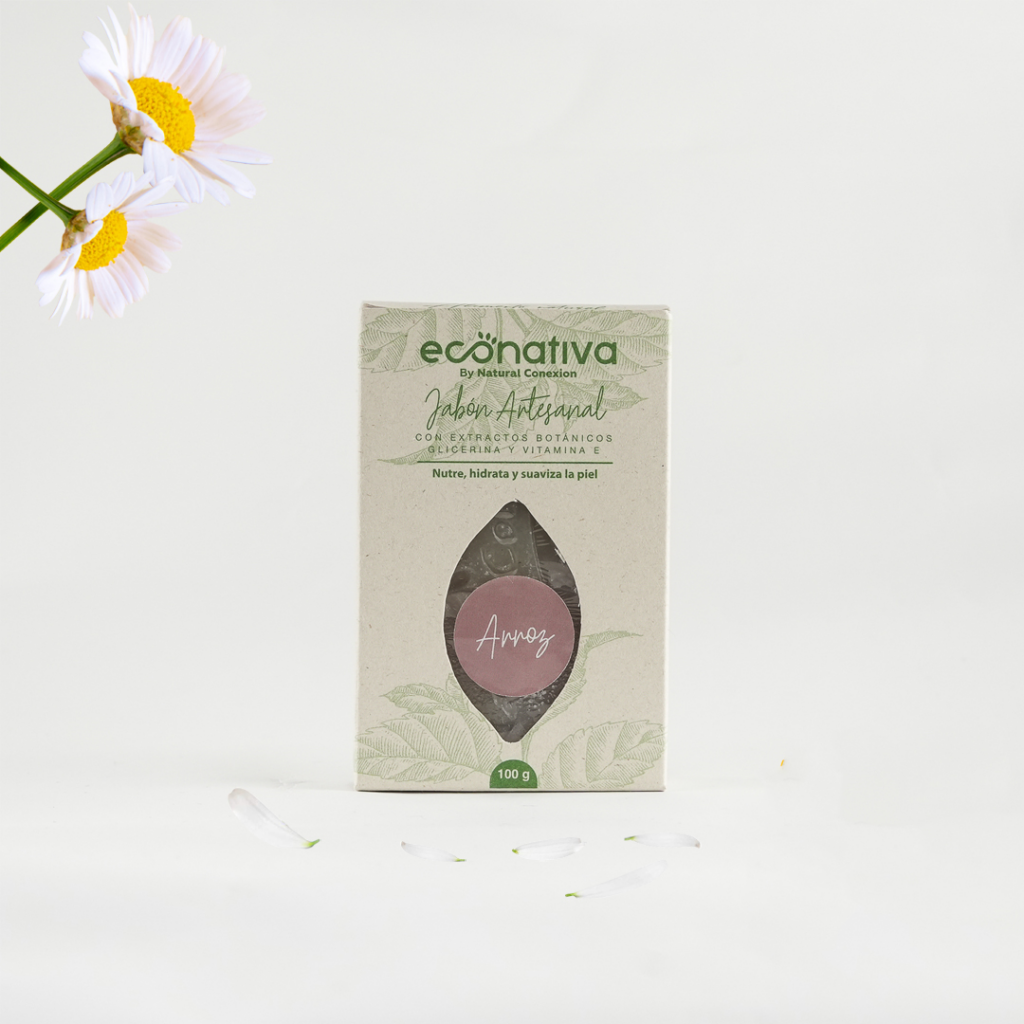 econativa
By Natural Conexion
Jabón Artesanal
CON EXTRACTOS BOTÁNICOS
GLICERINA Y VITAMINA E
Nutre, hidrata y suaviza la piel
Arroz
100 g